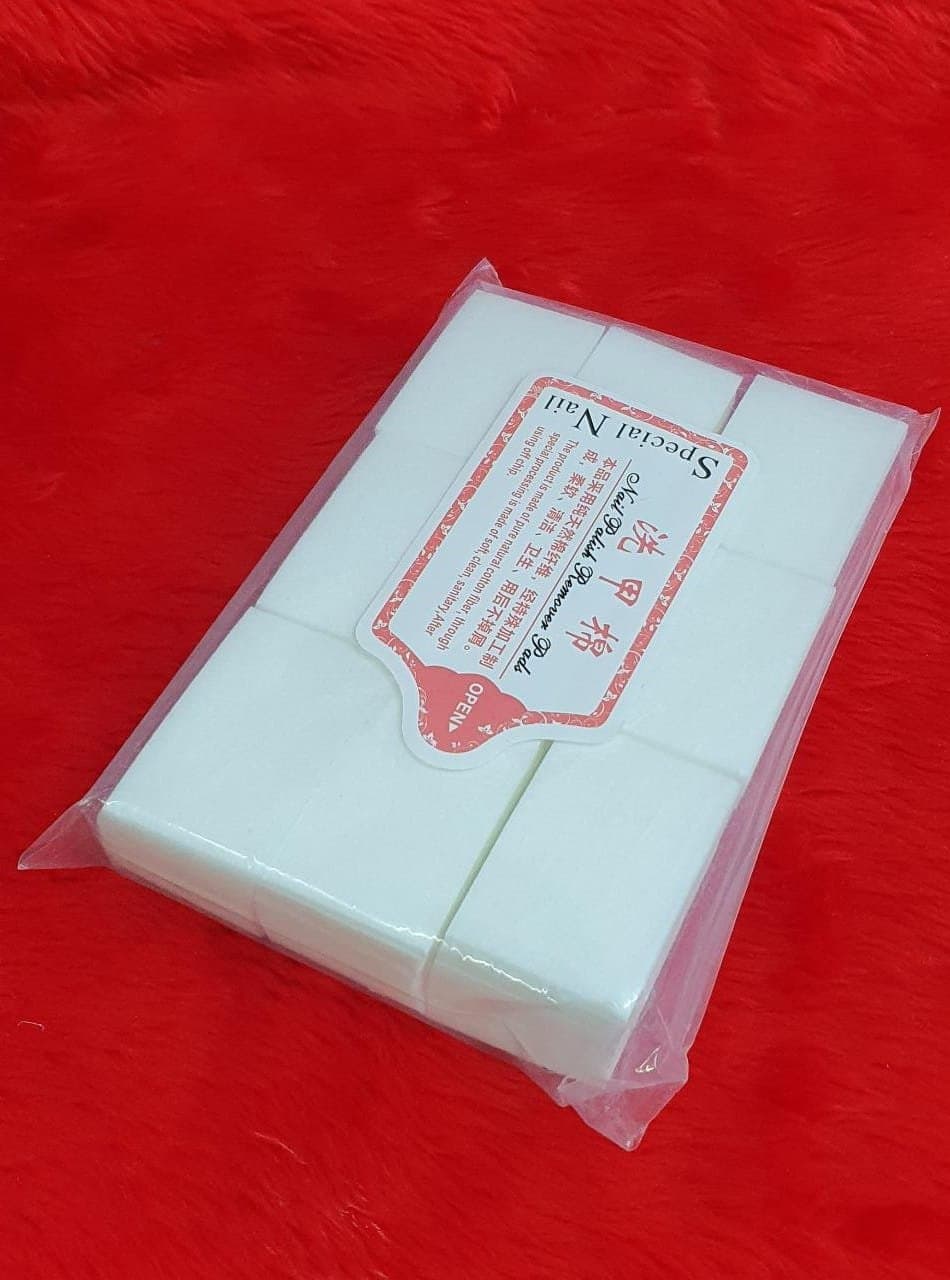 Special Nail
洗甲棉
Nail Polish Remover Pads
本品采用纯天然棉纤维、经特殊加工制
成，柔软、清洁、卫生、用后不掉屑。
The product is made of pure natural cotton fiber, through
special processing is made of soft, clean, sanitary, After
using off chip.
OPEN